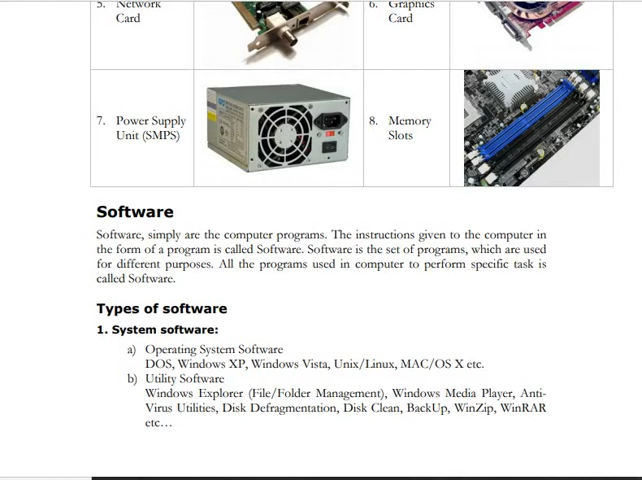 5. Network
Card
6. Graphics
Card
7. Power Supply
Unit (SMPS)
8. Memory
Slots
Software
Software, simply are the computer programs. The instructions given to the computer in
the form of a program is called Software. Software is the set of programs, which are used
for different purposes. All the programs used in computer to perform specific task is
called Software.
Types of software
1. System software:
a) Operating System Software
DOS, Windows XP, Windows Vista, Unix/Linux, MAC/OS X etc.
b) Utility Software
Windows Explorer (File/Folder Management), Windows Media Player, Anti-
Virus Utilities, Disk Defragmentation, Disk Clean, BackUp, WinZip, WinRAR
etc…